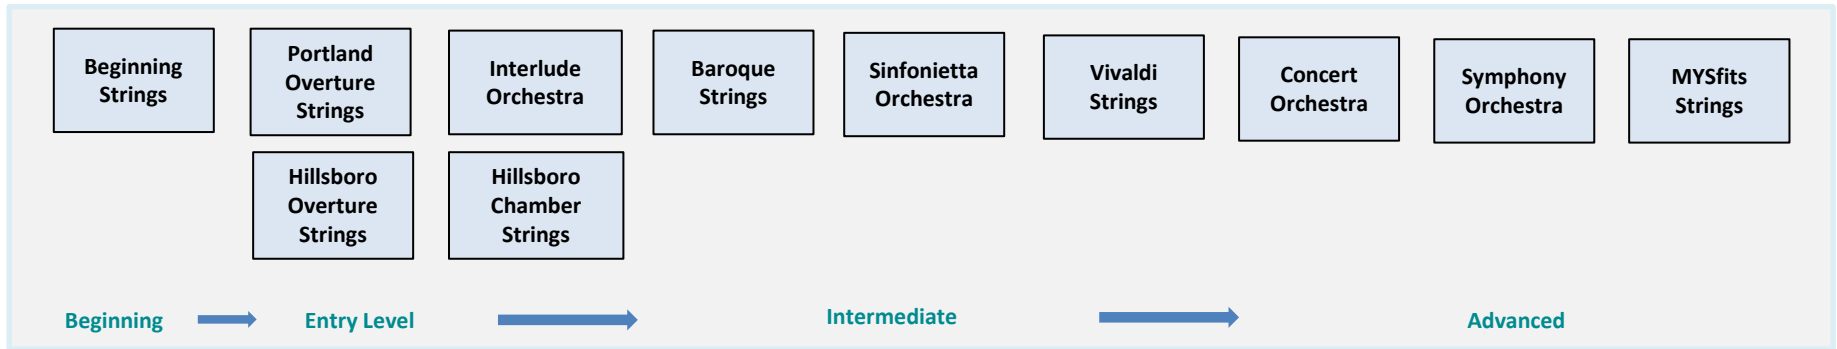 Beginning
Strings
Portland
Overture
Strings
Interlude
Orchestra
Baroque
Strings
Sinfonietta
Orchestra
Vivaldi
Strings
Concert
Orchestra
Symphony
Orchestra
MYSfits
Strings
Hillsboro
Overture
Strings
Hillsboro
Chamber
Strings
Beginning
Entry Level
Intermediate
Advanced